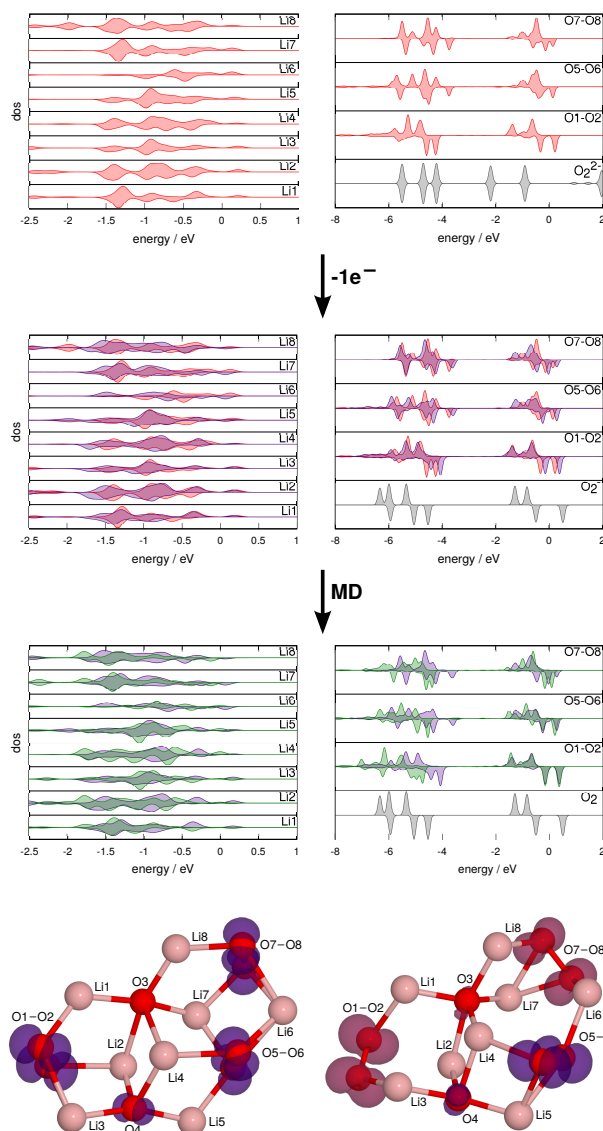 dos
Li8
Li7
Li6
Li5
Li4
Li3
Li2
Li1
-2.5 -2 -1.5 -1 -0.5 0 0.5 1
energy / eV
O7-O8
O5-O6
O1-O2
O₂²⁻
-8 -6 -4 -2 0 2
energy / eV
-1e⁻
dos
Li8
Li7
Li6
Li5
Li4
Li3
Li2
Li1
-2.5 -2 -1.5 -1 -0.5 0 0.5 1
energy / eV
O7-O8
O5-O6
O1-O2
O₂⁻
-8 -6 -4 -2 0 2
energy / eV
MD
dos
Li8
Li7
Li6
Li5
Li4
Li3
Li2
Li1
-2.5 -2 -1.5 -1 -0.5 0 0.5 1
energy / eV
O7-O8
O5-O6
O1-O2
O₂
-8 -6 -4 -2 0 2
energy / eV
Li8
O7-O8
O3
Li1
Li7
O1-O2
Li6
Li2
Li4
O5-O6
Li3
O4
Li5
Li8
O7-O8
O3
Li1
Li7
O1-O2
Li6
Li2
Li4
O5-
Li3
O4
Li5